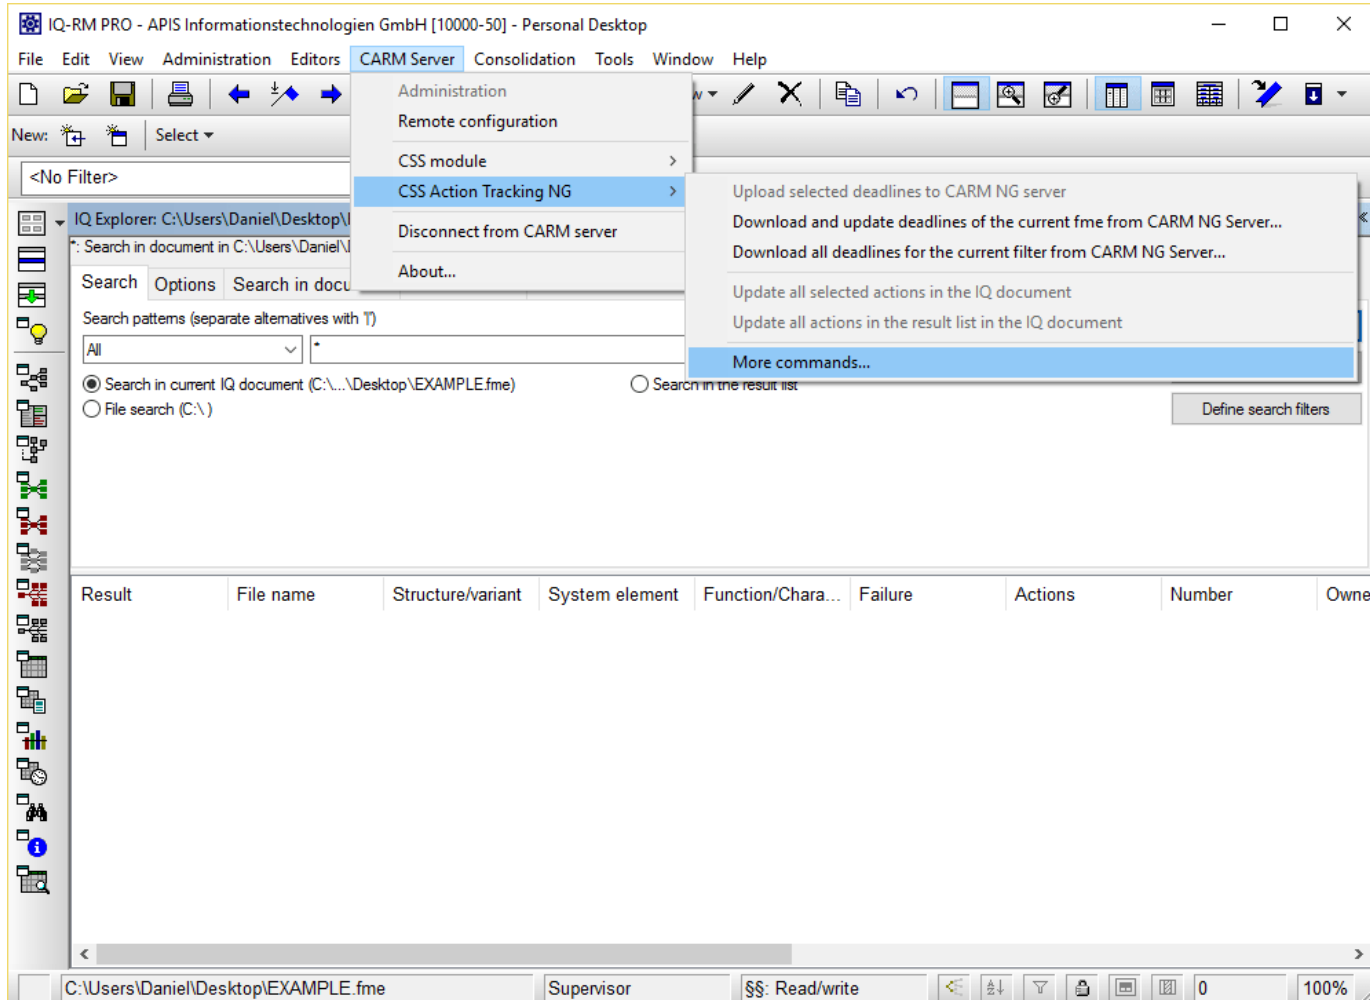 IQ-RM PRO - APIS Informationstechnologien GmbH [10000-50] - Personal Desktop
File Edit View Administration Editors CARM Server Consolidation Tools Window Help
Administration
Remote configuration
New: Select
CSS module
<No Filter>
CSS Action Tracking NG
Upload selected deadlines to CARM NG server
IQ Explorer: C:\Users\Daniel\Desktop\
Download and update deadlines of the current fme from CARM NG Server...
Disconnect from CARM server
*: Search in document in C:\Users\Daniel\
Download all deadlines for the current filter from CARM NG Server...
About...
Search Options Search in docu
Update all selected actions in the IQ document
Search patterns (separate alternatives with '|')
Update all actions in the result list in the IQ document
All *
More commands...
Search in current IQ document (C:\...\Desktop\EXAMPLE.fme) Search in the result list
File search (C:\ )
Define search filters
Result File name Structure/variant System element Function/Chara... Failure Actions Number Owne
C:\Users\Daniel\Desktop\EXAMPLE.fme Supervisor §§: Read/write 0 100%